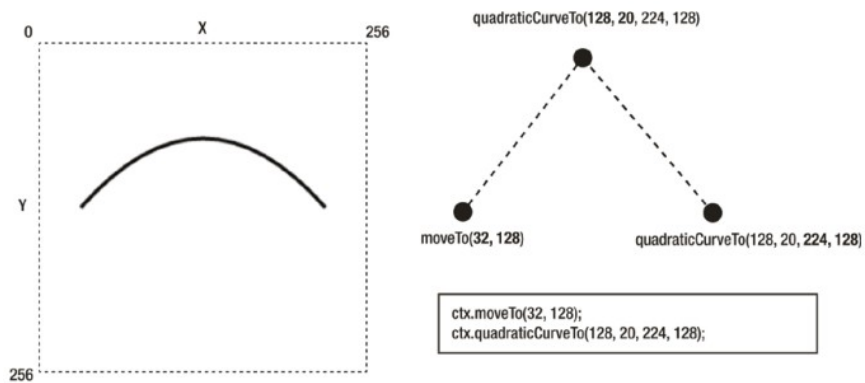 0
X
256
Y
256
quadraticCurveTo(128, 20, 224, 128)
moveTo(32, 128)
quadraticCurveTo(128, 20, 224, 128)
ctx.moveTo(32, 128);
ctx.quadraticCurveTo(128, 20, 224, 128);